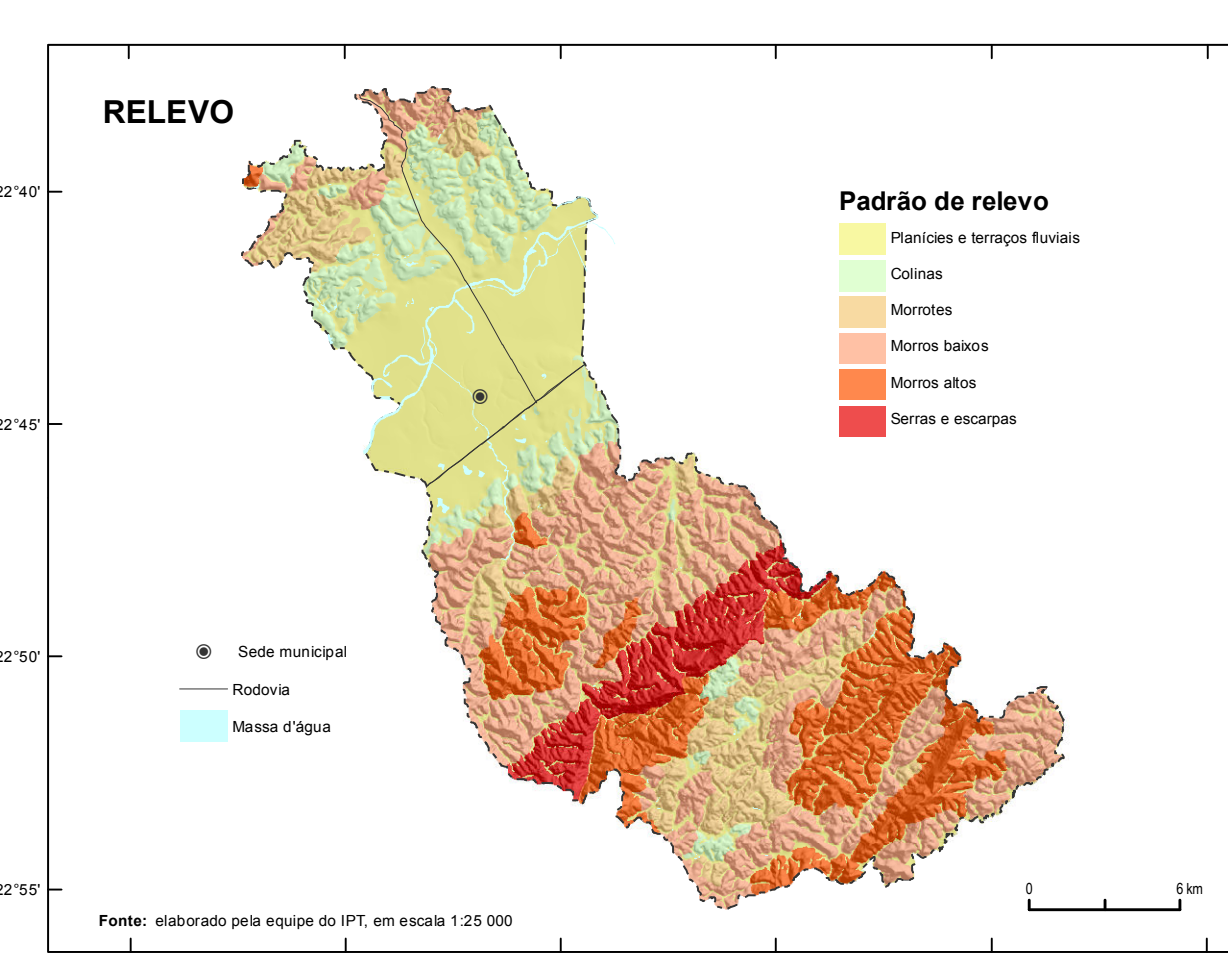 RELEVO
22°40'
Padrão de relevo
Planícies e terraços fluviais
Colinas
Morrotes
Morros baixos
Morros altos
Serras e escarpas
22°45'
22°50'
Sede municipal
Rodovia
Massa d'água
22°55'
0 6 km
Fonte: elaborado pela equipe do IPT, em escala 1:25 000